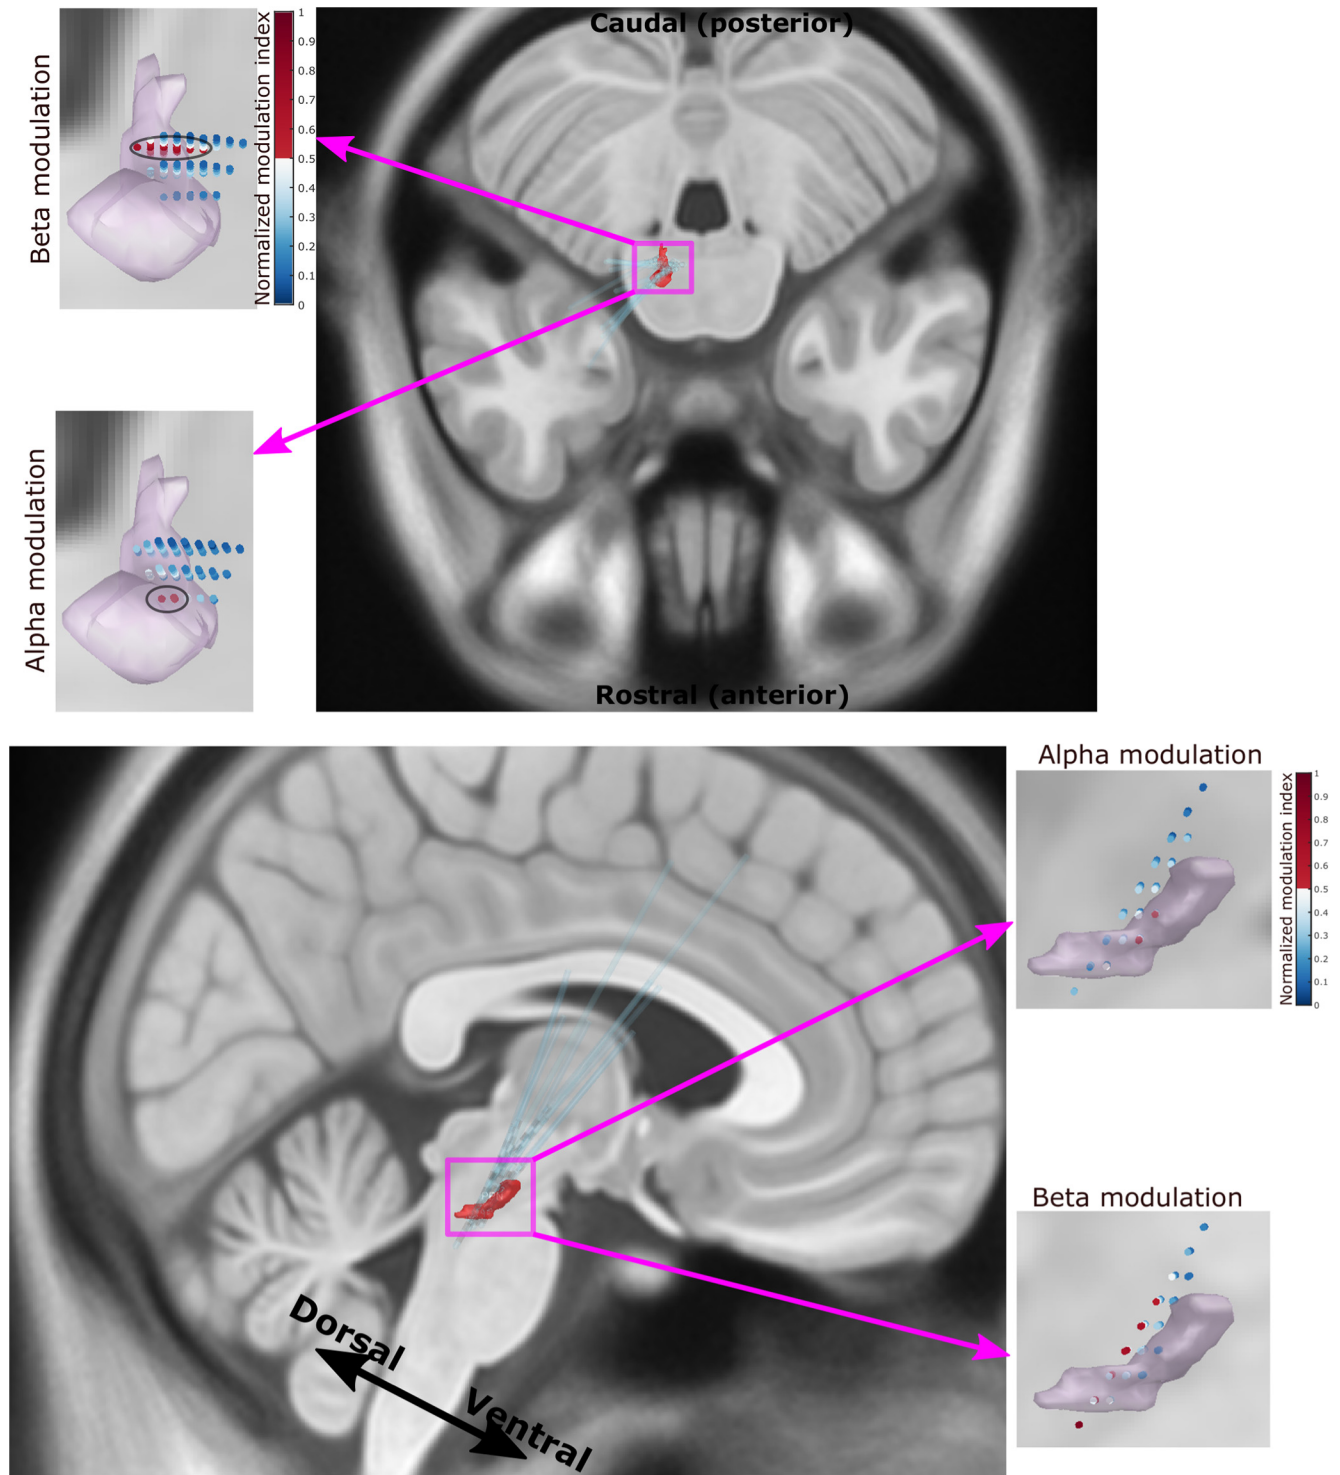 Beta modulation
Normalized modulation index
1
0.9
0.8
0.7
0.6
0.5
0.4
0.3
0.2
0.1
0
Caudal (posterior)
Alpha modulation
Rostral (anterior)
Alpha modulation
Normalized modulation index
1
0.9
0.8
0.7
0.6
0.5
0.4
0.3
0.2
0.1
0
Beta modulation
Dorsal
Ventral